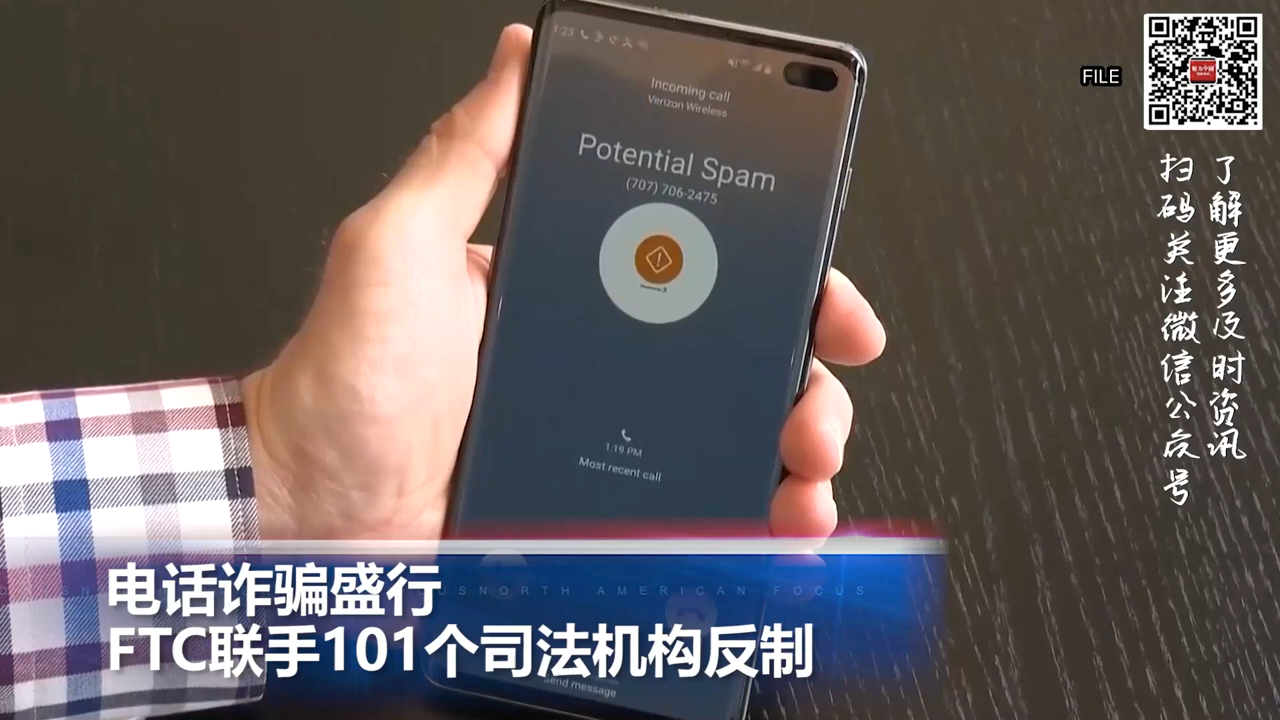 1:23
Incoming call
Verizon Wireless
Potential Spam
(707) 706-2475
1:19 PM
Most recent call
FILE
了解更多及时资讯
扫码关注微信公众号
电话诈骗盛行
NORTH AMERICAN FOCUS
FTC联手101个司法机构反制
Send message